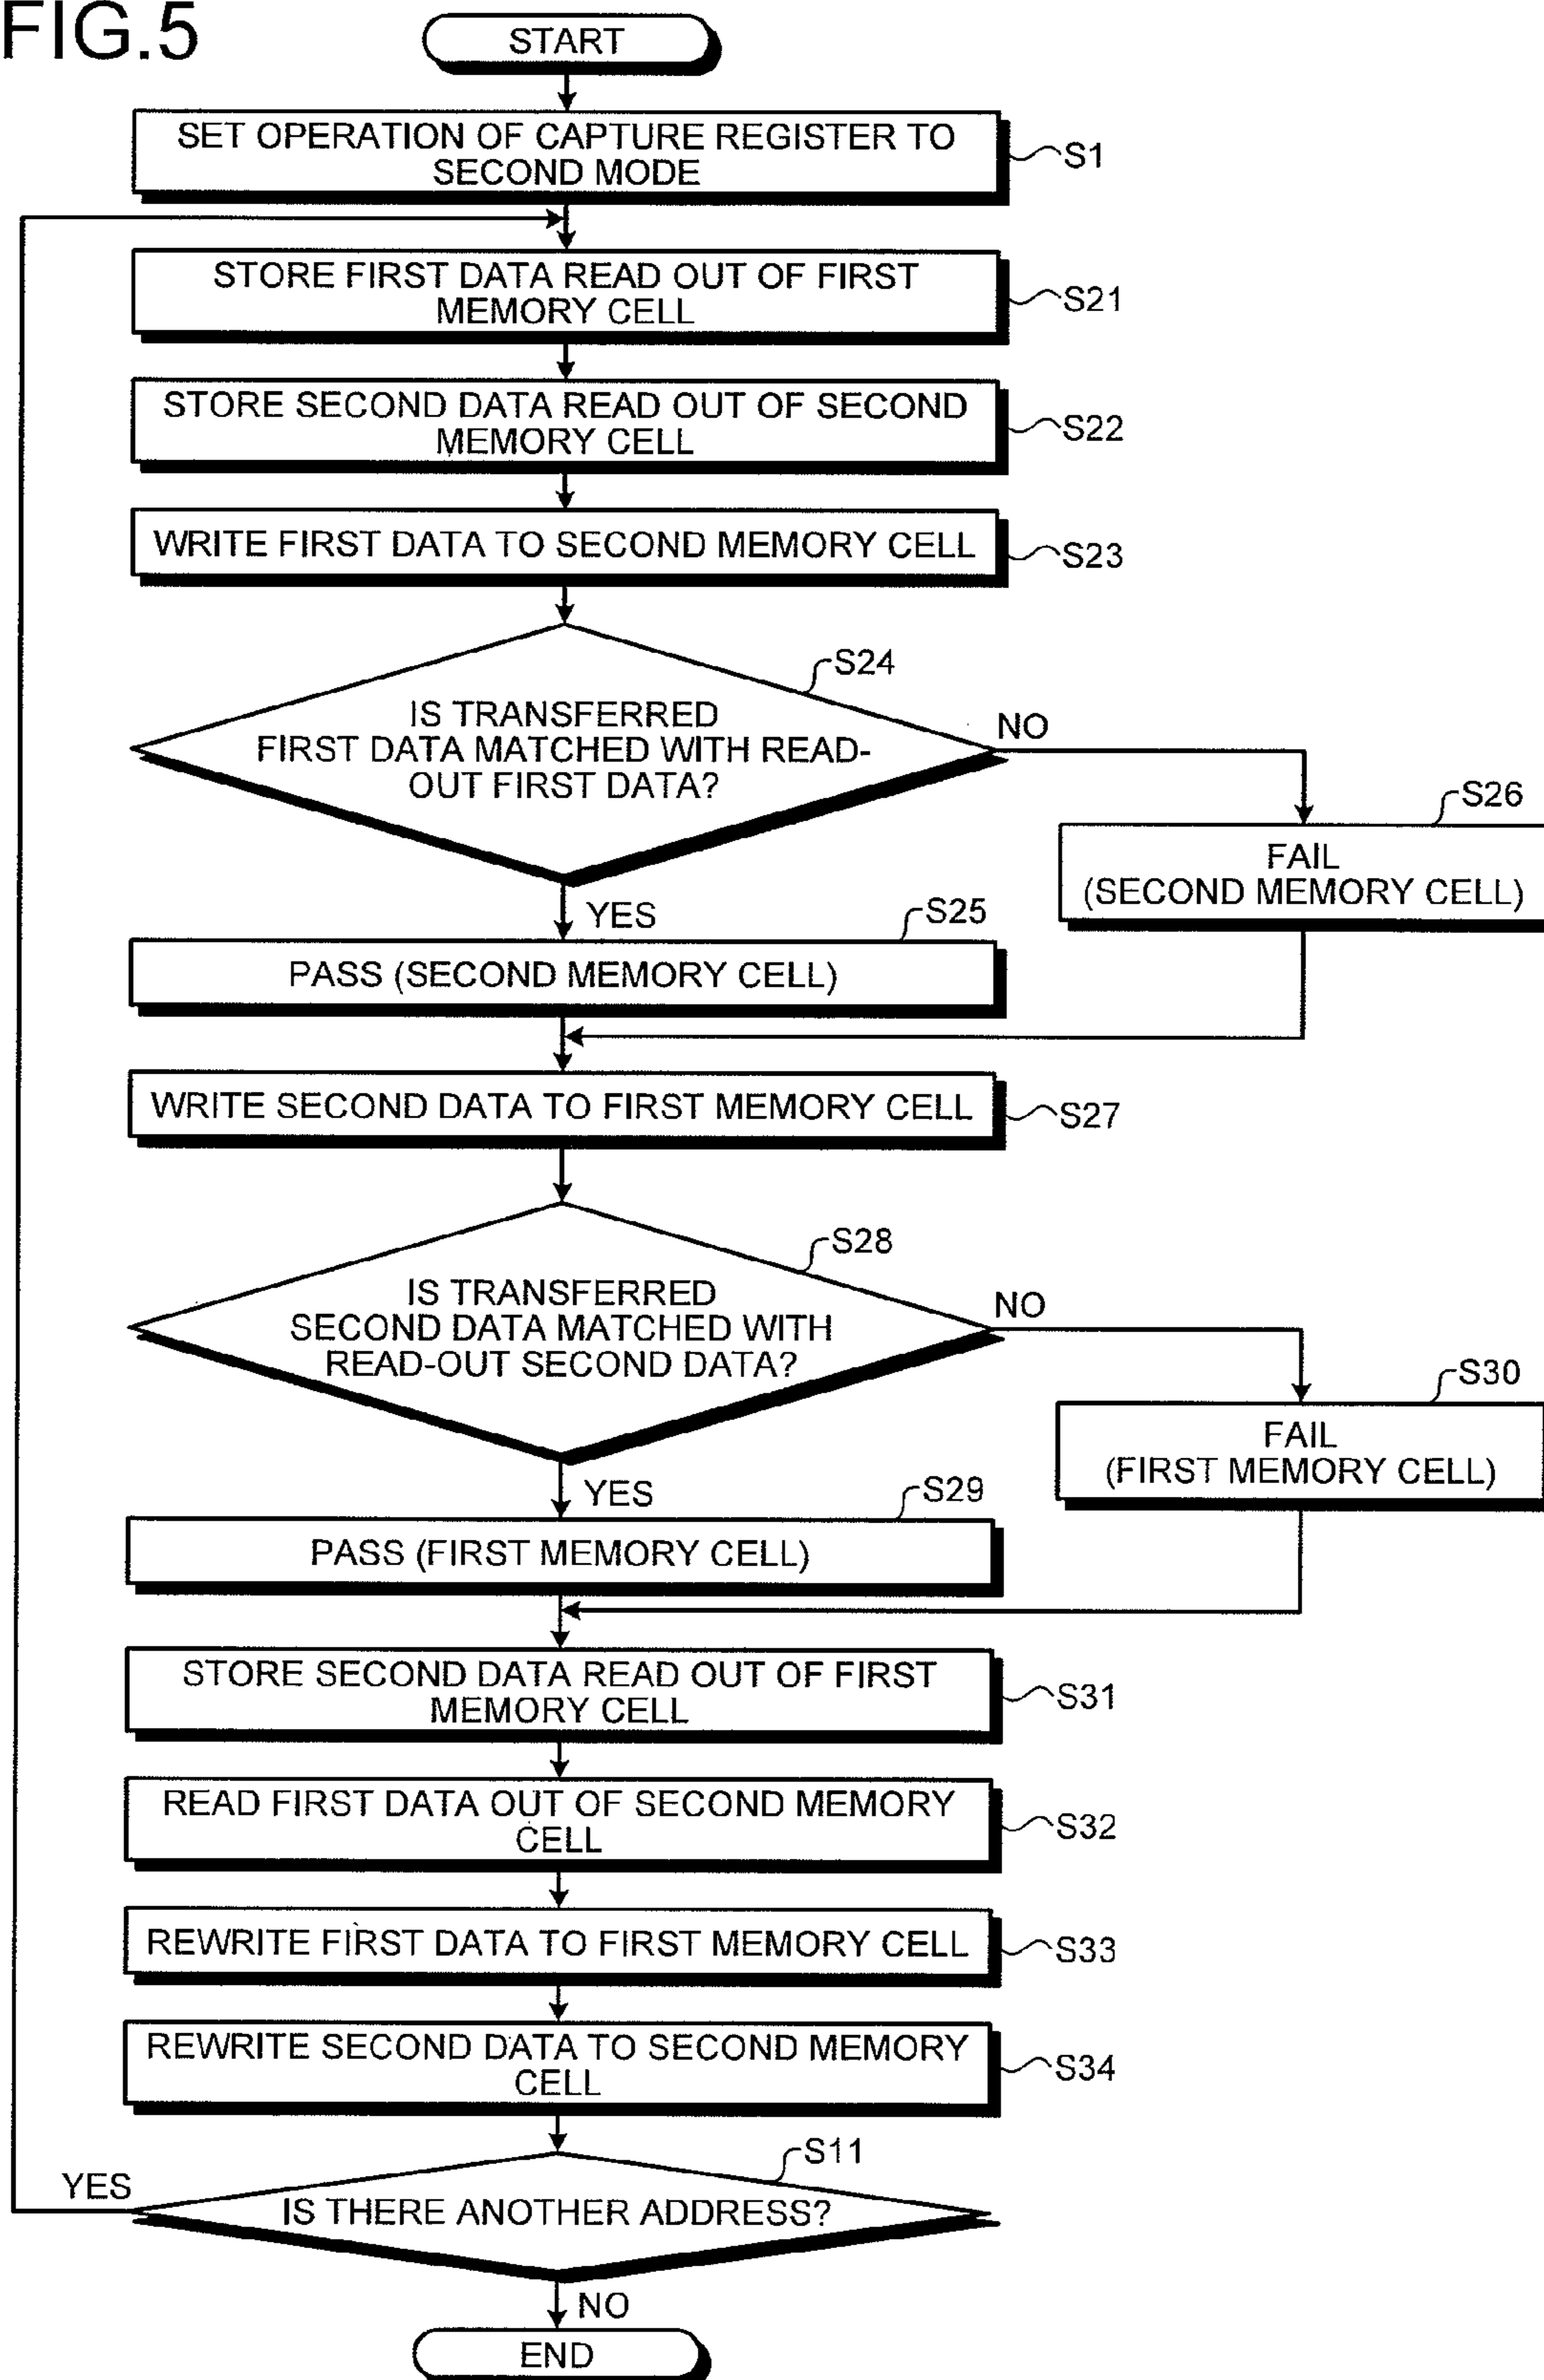 FIG.5
START
SET OPERATION OF CAPTURE REGISTER TO
SECOND MODE
S1
STORE FIRST DATA READ OUT OF FIRST
MEMORY CELL
S21
STORE SECOND DATA READ OUT OF SECOND
MEMORY CELL
S22
WRITE FIRST DATA TO SECOND MEMORY CELL
S23
S24
IS TRANSFERRED
FIRST DATA MATCHED WITH READ-
OUT FIRST DATA?
NO
S26
FAIL
(SECOND MEMORY CELL)
YES
S25
PASS (SECOND MEMORY CELL)
WRITE SECOND DATA TO FIRST MEMORY CELL
S27
S28
IS TRANSFERRED
SECOND DATA MATCHED WITH
READ-OUT SECOND DATA?
NO
S30
FAIL
(FIRST MEMORY CELL)
YES
S29
PASS (FIRST MEMORY CELL)
STORE SECOND DATA READ OUT OF FIRST
MEMORY CELL
S31
READ FIRST DATA OUT OF SECOND MEMORY
CELL
S32
REWRITE FIRST DATA TO FIRST MEMORY CELL
S33
REWRITE SECOND DATA TO SECOND MEMORY
CELL
S34
S11
YES
IS THERE ANOTHER ADDRESS?
NO
END